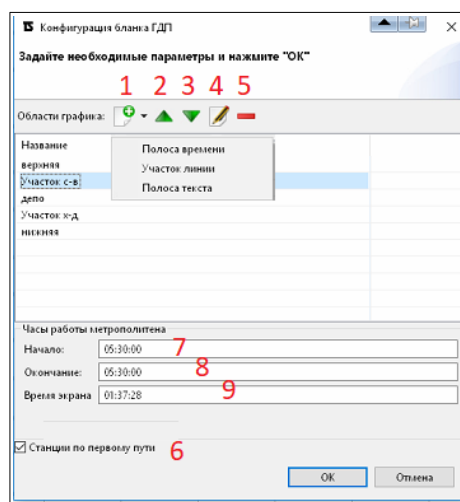 Конфигурация бланка ГДП
Задайте необходимые параметры и нажмите "ОК"
1 2 3 4 5
Области графика:
Название
Полоса времени
верхняя
Участок линии
Участок с-в
Полоса текста
депо
Участок х-д
нижняя
Часы работы метрополитена
Начало: 05:30:00 7
Окончание: 05:30:00 8
Время экрана 01:37:28 9
Станции по первому пути 6
ОК Отмена